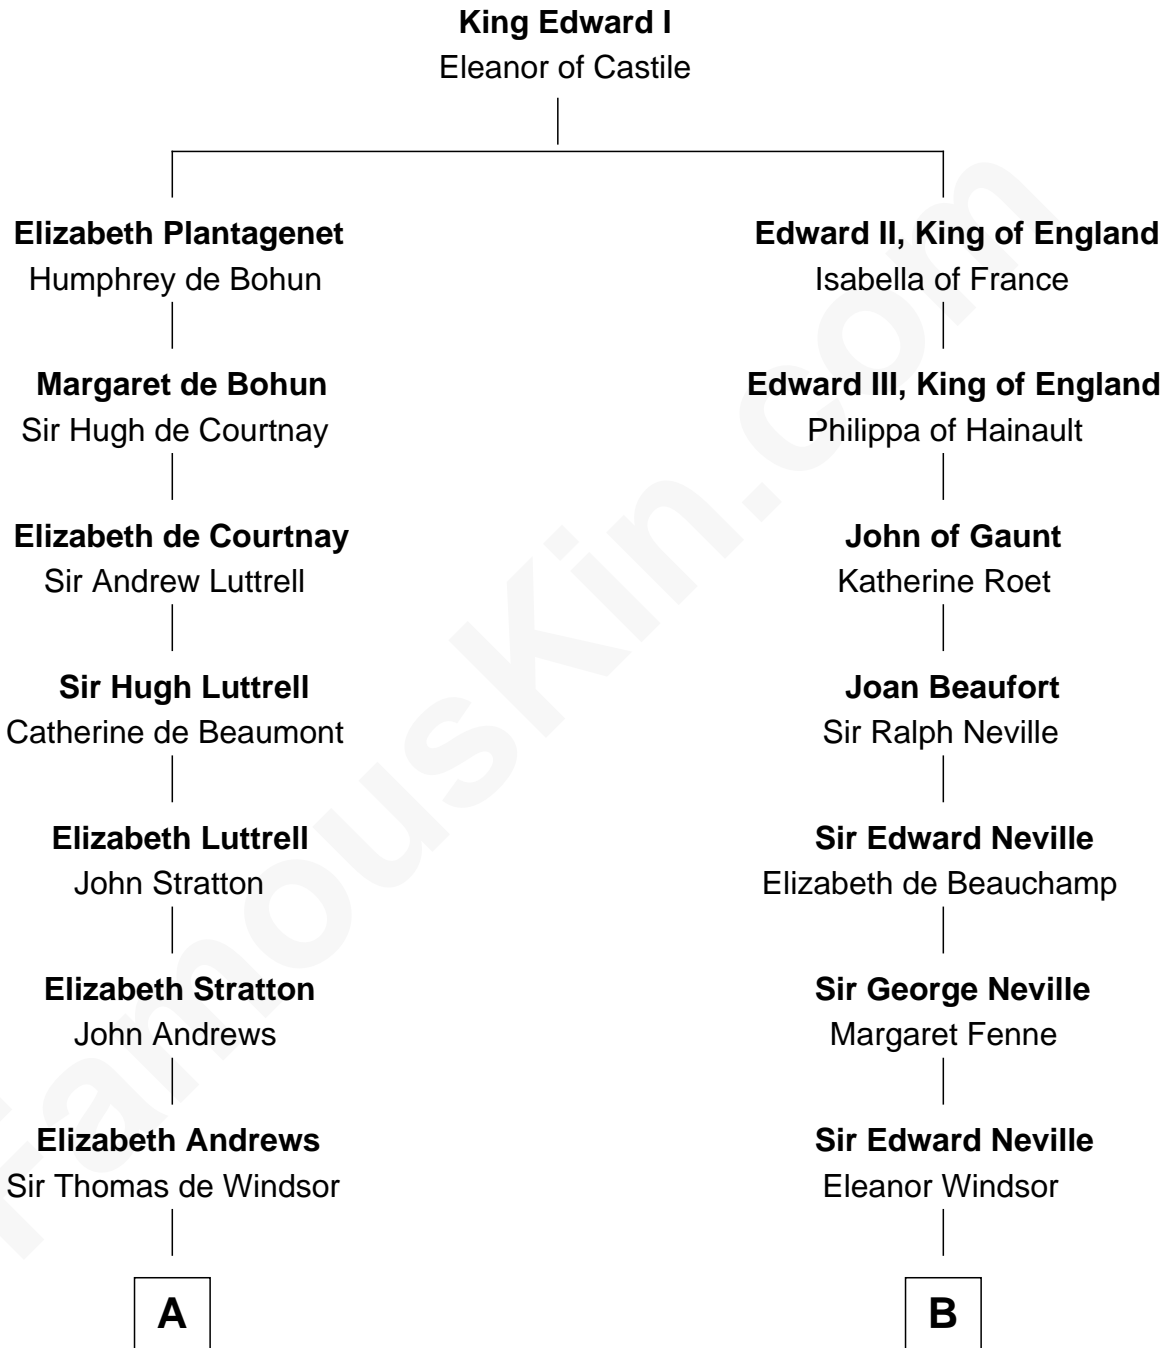 King Edward I
Eleanor of Castile
Elizabeth Plantagenet
Humphrey de Bohun
Edward II, King of England
Isabella of France
Margaret de Bohun
Sir Hugh de Courtnay
Edward III, King of England
Philippa of Hainault
Elizabeth de Courtnay
Sir Andrew Luttrell
John of Gaunt
Katherine Roet
Sir Hugh Luttrell
Catherine de Beaumont
Joan Beaufort
Sir Ralph Neville
Elizabeth Luttrell
John Stratton
Sir Edward Neville
Elizabeth de Beauchamp
Elizabeth Stratton
John Andrews
Sir George Neville
Margaret Fenne
Elizabeth Andrews
Sir Thomas de Windsor
Sir Edward Neville
Eleanor Windsor
A
B
FamousKin.com